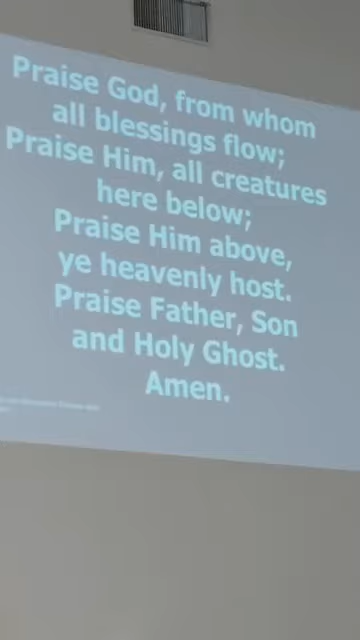 Praise God, from whom
all blessings flow;
Praise Him, all creatures
here below;
Praise Him above,
ye heavenly host.
Praise Father, Son
and Holy Ghost.
Amen.